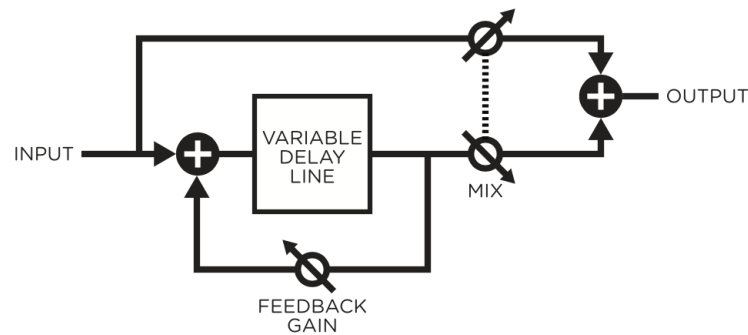 INPUT
VARIABLE
DELAY
LINE
OUTPUT
MIX
FEEDBACK
GAIN